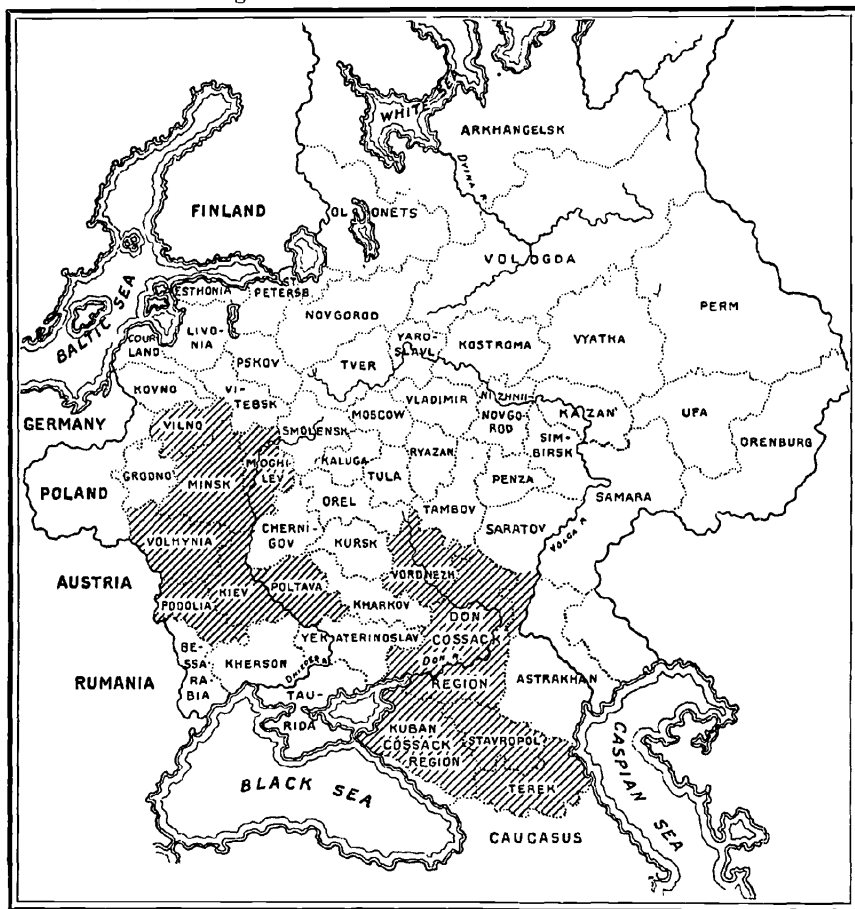 WHITE
ARKHANGELSK
DVINA R.
FINLAND
OLONETS
VOLOGDA
BALTIC SEA
ESTHONIA
ST.
PETERSB.
PERM
NOVGOROD
LIVO-
NIA
COUR
LAND
YARO-
SLAVL
KOSTROMA
VYATKA
PSKOV
TVER
KOVNO
VI-
TEBSK
VLADIMIR
NIZHNII
NOVGO-
ROD
MOSCOW
KAZAN
UFA
GERMANY
VILNO
SMOLENSK
SIM-
BIRSK
ORENBURG
MOGHI-
LEV
KALUGA
RYAZAN
GRODNO
MINSK
TULA
PENZA
POLAND
SAMARA
OREL
TAMBOV
CHERNI-
GOV
SARATOV
VOLHYNIA
KURSK
VOLGA R.
AUSTRIA
VORONEZH
KIEV
POLTAVA
PODOLIA
KHARKOV
DON
COSSACK
REGION
YEKATERINOSLAV
BE-
SSA
RA-
BIA
KHERSON
DNIEPER R.
DON R.
RUMANIA
ASTRAKHAN
TAU-
RIDA
KUBAN
COSSACK
REGION
STAVROPOL
TEREK
BLACK SEA
CASPIAN SEA
CAUCASUS